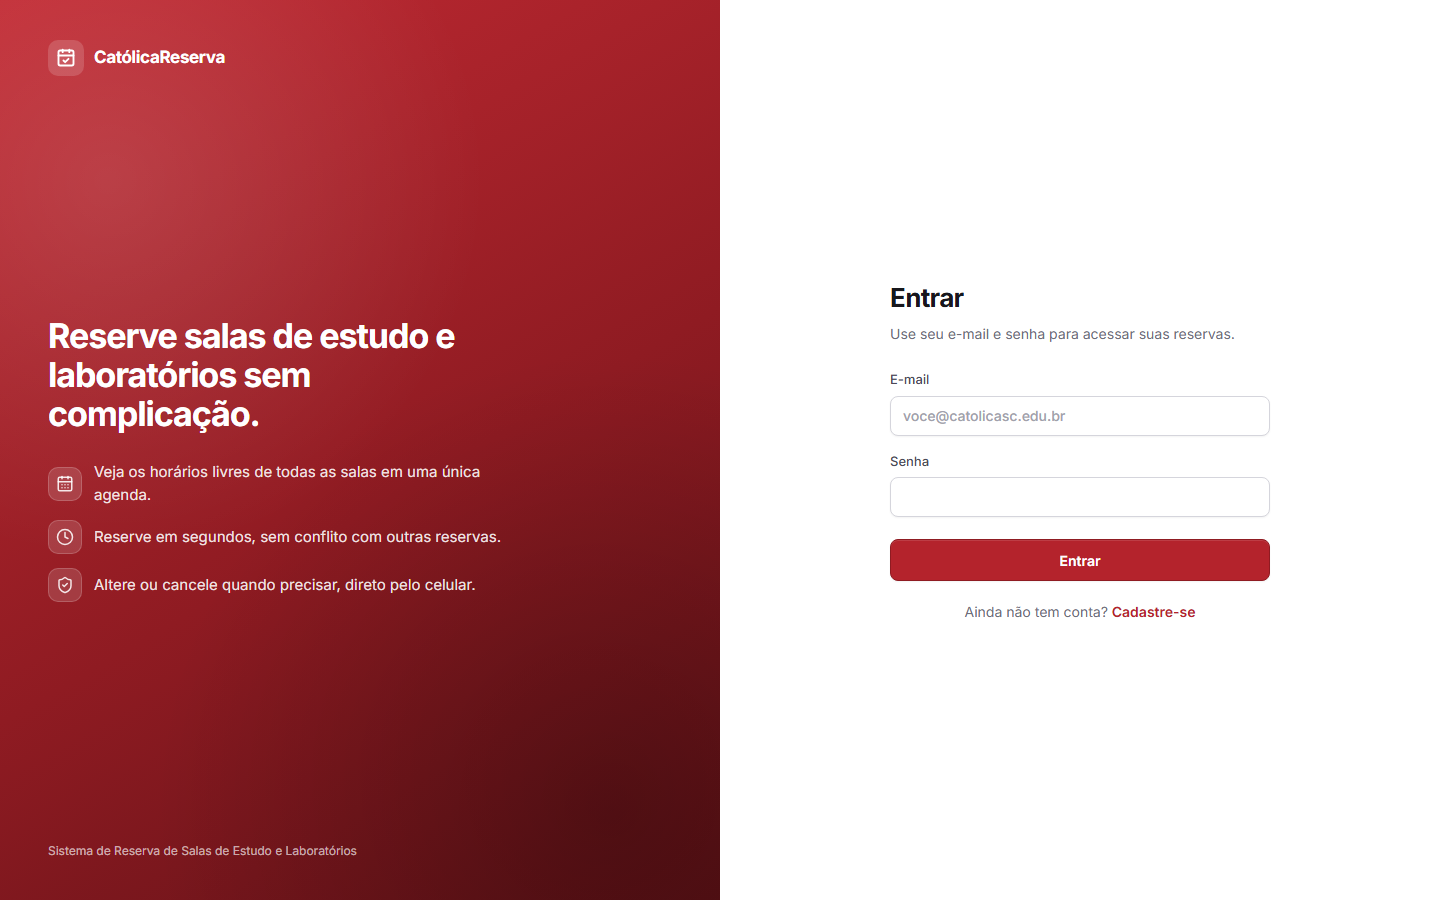 CatólicaReserva
Reserve salas de estudo e
laboratórios sem
complicação.
Veja os horários livres de todas as salas em uma única
agenda.
Reserve em segundos, sem conflito com outras reservas.
Altere ou cancele quando precisar, direto pelo celular.
Sistema de Reserva de Salas de Estudo e Laboratórios
Entrar
Use seu e-mail e senha para acessar suas reservas.
E-mail
voce@catolicasc.edu.br
Senha
Entrar
Ainda não tem conta? Cadastre-se